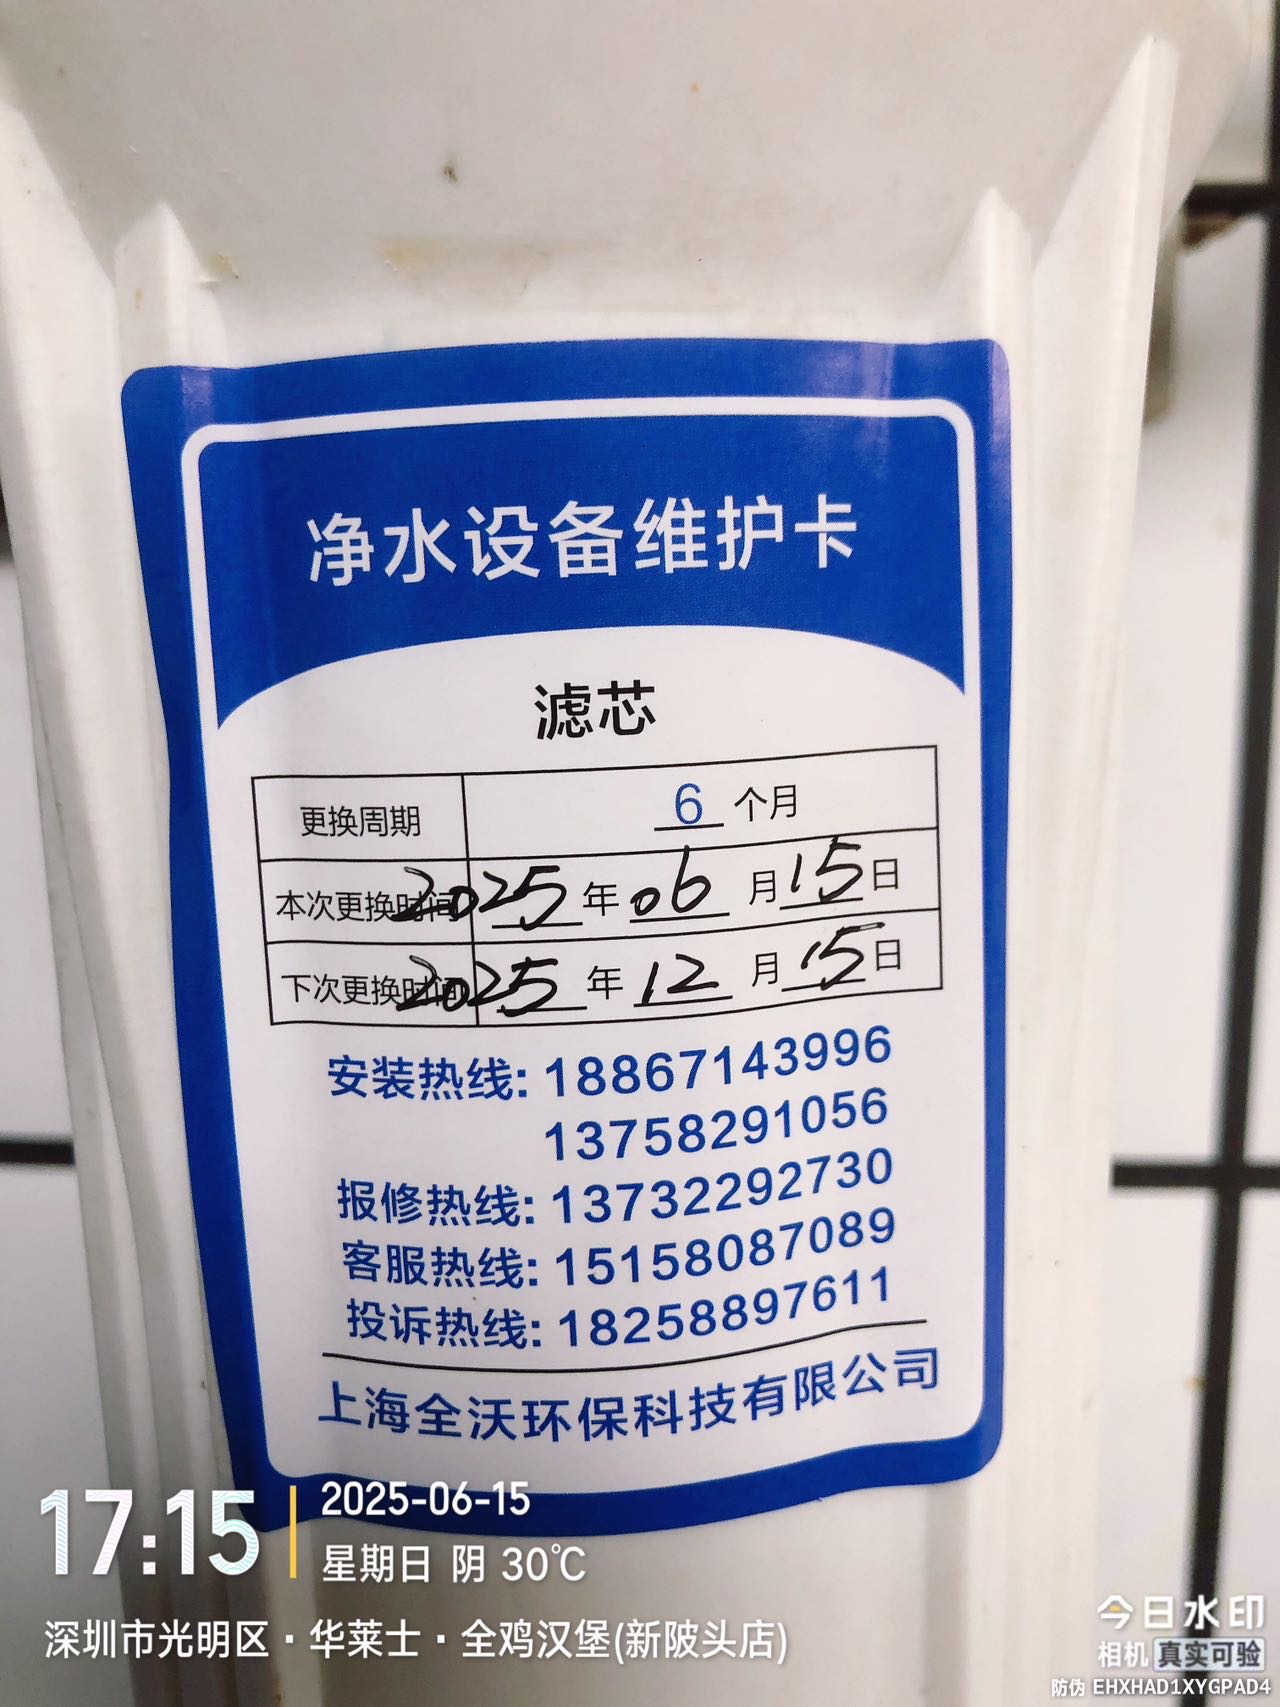 净水设备维护卡
滤芯
更换周期 6 个月
本次更换时间 2025 年 06 月 15 日
下次更换时间 2025 年 12 月 15 日
安装热线: 18867143996
13758291056
报修热线: 13732292730
客服热线: 15158087089
投诉热线: 18258897611
上海全沃环保科技有限公司
17:15
2025-06-15
星期日 阴 30℃
深圳市光明区·华莱士·全鸡汉堡(新陂头店)
今日水印
相机 真实可验
防伪 EHXHAD1XYGPAD4